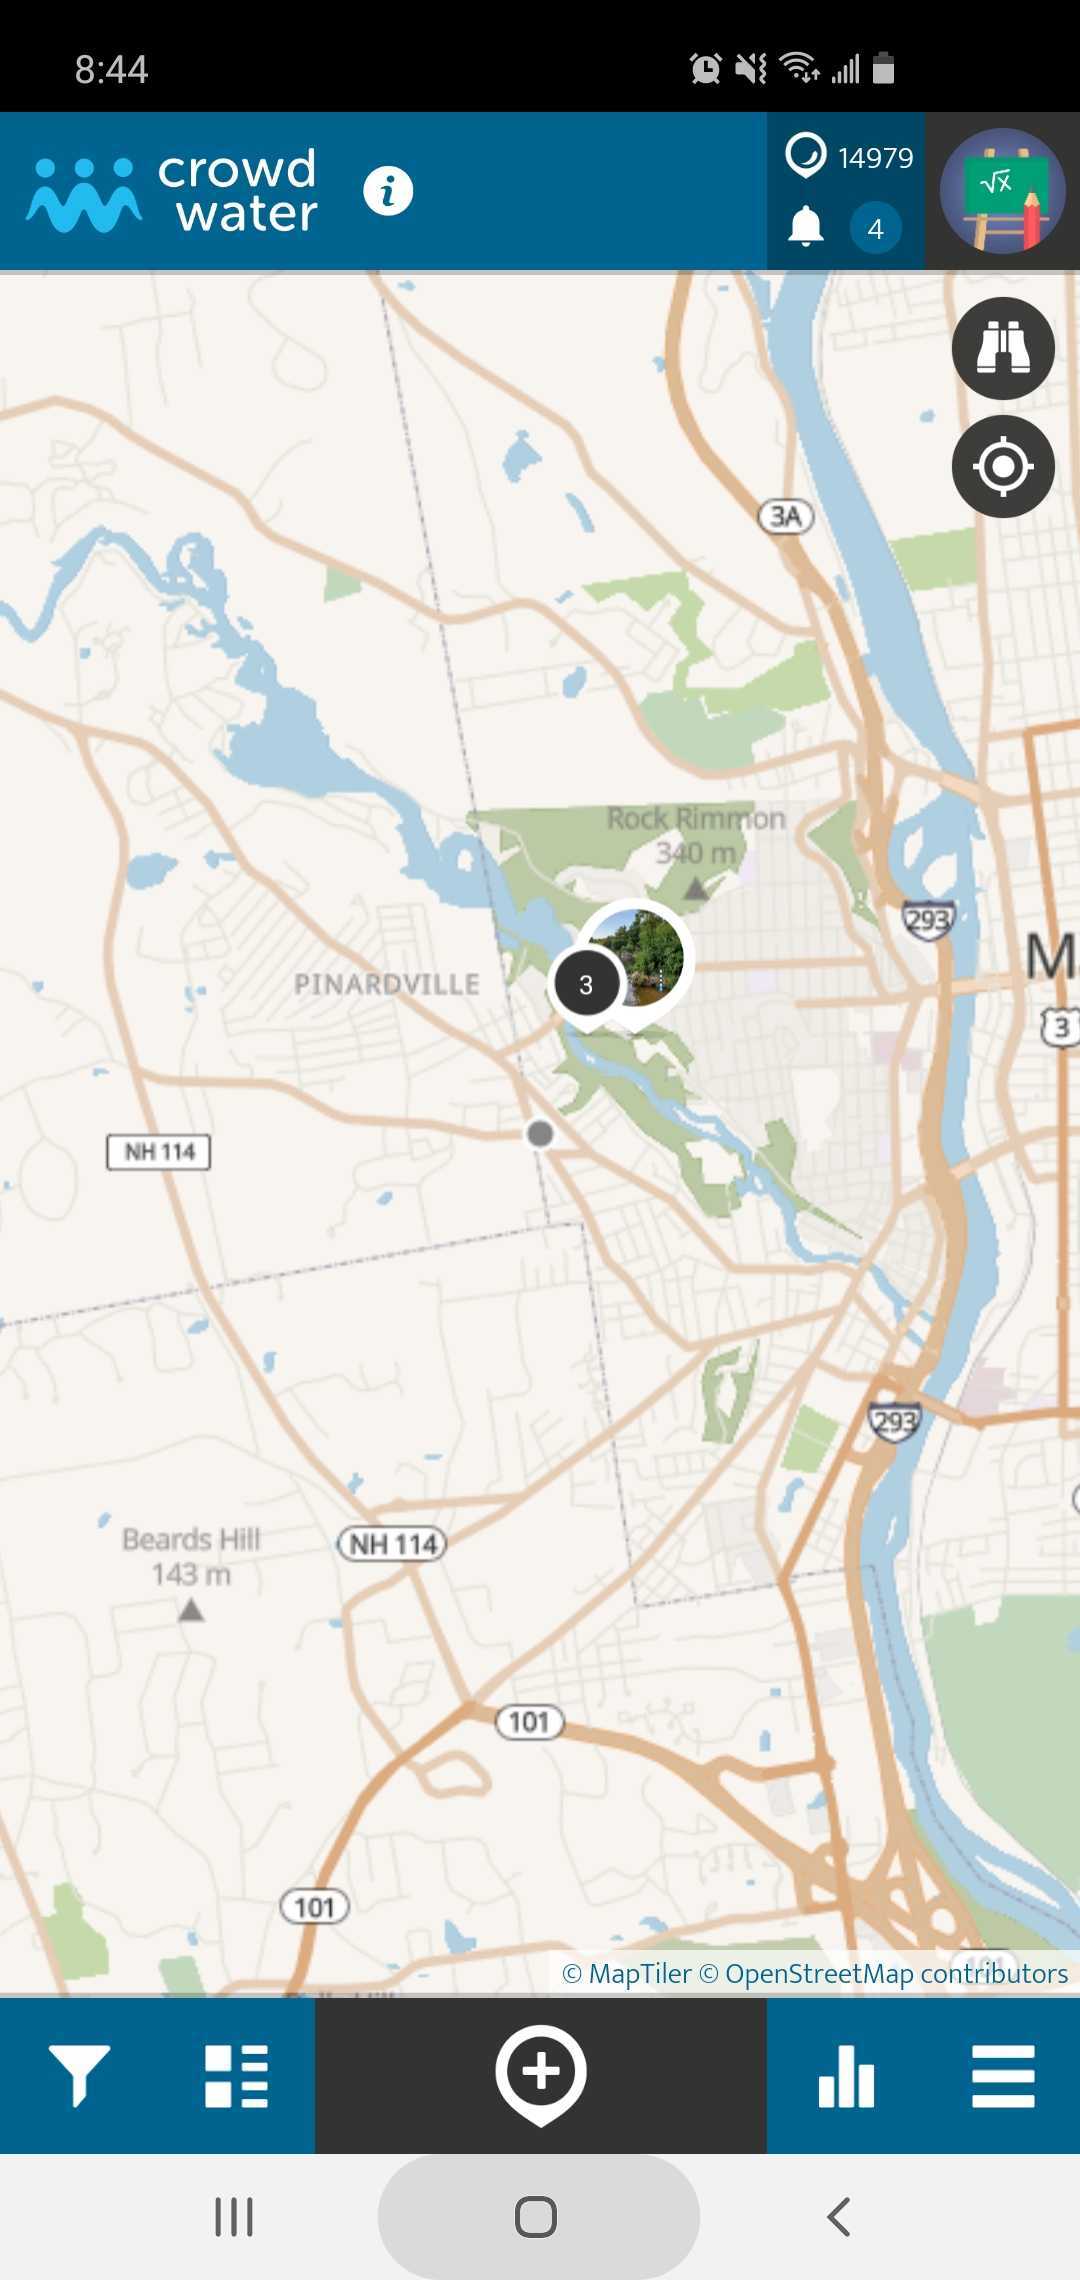 8:44
crowd
water
i
14979
4
√x
3A
Rock Rimmon
340 m
293
M
3
PINARDVILLE
3
NH 114
293
Beards Hill
143 m
NH 114
101
101
© MapTiler © OpenStreetMap contributors